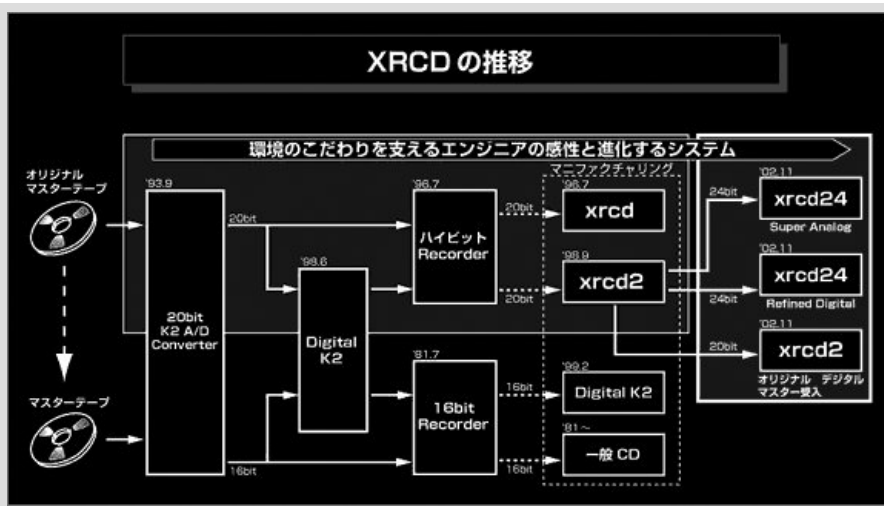 XRCD の推移
環境のこだわりを支えるエンジニアの感性と進化するシステム
オリジナル
マスターテープ
マスターテープ
'93.9
20bit
K2 A/D
Converter
20bit
16bit
'98.6
Digital
K2
'96.7
ハイビット
Recorder
'81.7
16bit
Recorder
マニファクチャリング
20bit
'96.7
xrcd
20bit
'98.9
xrcd2
16bit
'99.2
Digital K2
16bit
'81～
一般 CD
24bit
'02.11
xrcd24
Super Analog
24bit
'02.11
xrcd24
Refined Digital
20bit
'02.11
xrcd2
オリジナル デジタル
マスター受入